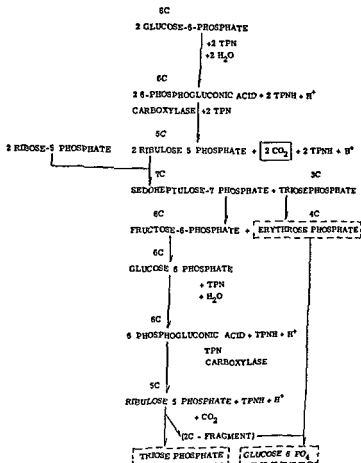 6C
2 GLUCOSE-6-PHOSPHATE
+2 TPN
+2 H₂O
6C
2 6-PHOSPHOGLUCONIC ACID + 2 TPNH + H⁺
CARBOXYLASE +2 TPN
5C
2 RIBOSE-5 PHOSPHATE 2 RIBULOSE 5 PHOSPHATE + 2 CO₂ + 2 TPNH + H⁺
7C 3C
SEDOHEPTULOSE-7 PHOSPHATE + TRIOSEPHOSPHATE
6C 4C
FRUCTOSE-6-PHOSPHATE + ERYTHROSE PHOSPHATE
6C
GLUCOSE 6 PHOSPHATE
+ TPN
+ H₂O
6C
6 PHOSPHOGLUCONIC ACID + TPNH + H⁺
TPN
CARBOXYLASE
5C
RIBULOSE 5 PHOSPHATE + TPNH + H⁺
+ CO₂
(2C - FRAGMENT)
TRIOSE PHOSPHATE GLUCOSE 6 PO₄